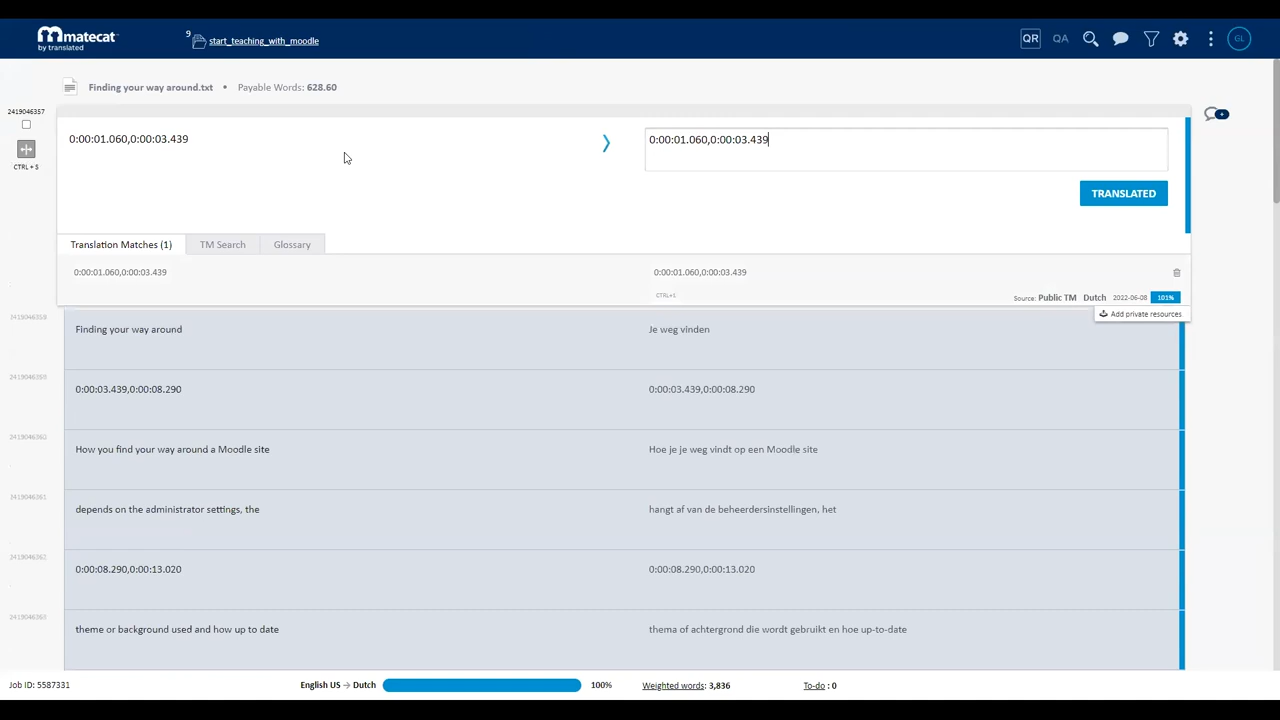 matecat
by translated
9
start_teaching_with_moodle
QR
QA
GL
Finding your way around.txt • Payable Words: 628.60
2419046357
CTRL + S
0:00:01.060,0:00:03.439
0:00:01.060,0:00:03.439
TRANSLATED
Translation Matches (1)
TM Search
Glossary
0:00:01.060,0:00:03.439
0:00:01.060,0:00:03.439
CTRL+S
Source: Public TM Dutch 2022-06-08 101%
Add private resources
2419046359
Finding your way around
Je weg vinden
2419046358
0:00:03.439,0:00:08.290
0:00:03.439,0:00:08.290
2419046360
How you find your way around a Moodle site
Hoe je je weg vindt op een Moodle site
2419046361
depends on the administrator settings, the
hangt af van de beheerdersinstellingen, het
2419046362
0:00:08.290,0:00:13.020
0:00:08.290,0:00:13.020
2419046363
theme or background used and how up to date
thema of achtergrond die wordt gebruikt en hoe up-to-date
Job ID: 5587331
English US → Dutch
100%
Weighted words: 3,836
To-do : 0